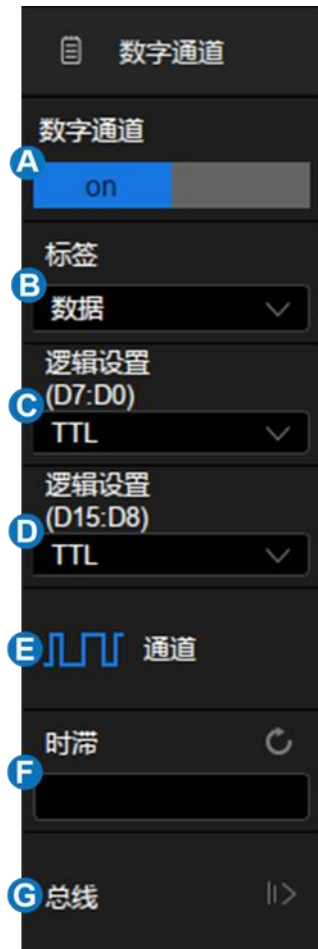 数字通道
数字通道
A
on
标签
B
数据
逻辑设置
C
(D7:D0)
TTL
逻辑设置
(D15:D8)
D
TTL
E 通道
时滞
F
G 总线